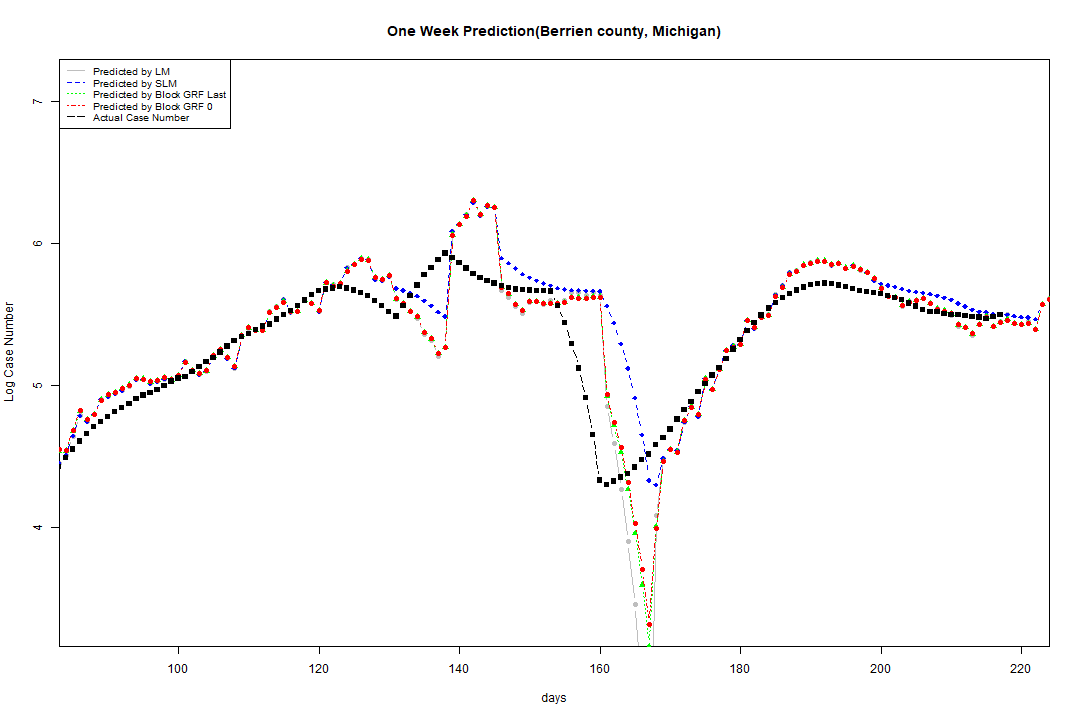 One Week Prediction(Berrien county, Michigan)
Predicted by LM
Predicted by SLM
Predicted by Block GRF Last
Predicted by Block GRF 0
Actual Case Number
7
6
5
4
Log Case Number
100 120 140 160 180 200 220
days